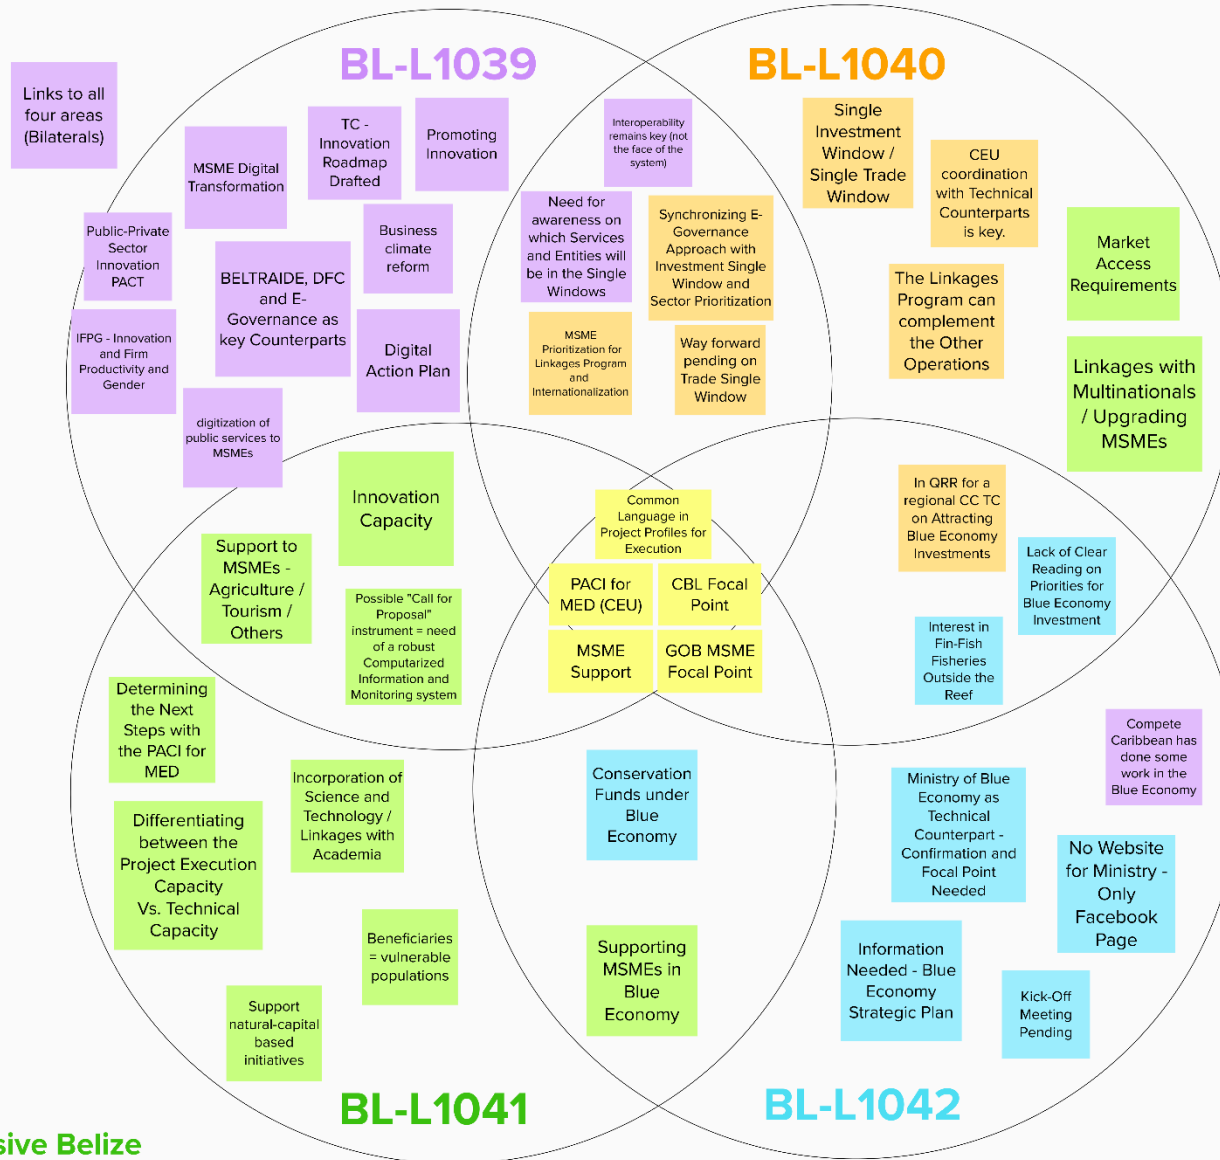 BL-L1039
BL-L1040
Links to all
four areas
(Bilaterals)
MSME Digital
Transformation
TC -
Innovation
Roadmap
Drafted
Promoting
Innovation
Public-Private
Sector
Innovation
PACT
BELTRAIDE, DFC
and E-
Governance as
key Counterparts
Business
climate
reform
IFPG - Innovation
and Firm
Productivity and
Gender
Digital
Action Plan
digitization of
public services to
MSMEs
Interoperability
remains key (not
the face of the
system)
Need for
awareness on
which Services
and Entities will
be in the Single
Windows
Synchronizing E-
Governance
Approach with
Investment Single
Window and
Sector Prioritization
MSME
Prioritization for
Linkages Program
and
Internationalization
Way forward
pending on
Trade Single
Window
Single
Investment
Window /
Single Trade
Window
CEU
coordination
with Technical
Counterparts
is key.
The Linkages
Program can
complement
the Other
Operations
Market
Access
Requirements
Linkages with
Multinationals
/ Upgrading
MSMEs
Innovation
Capacity
Support to
MSMEs -
Agriculture /
Tourism /
Others
Possible "Call for
Proposal"
instrument = need
of a robust
Computarized
Information and
Monitoring system
Common
Language in
Project Profiles for
Execution
PACI for
MED (CEU)
CBL Focal
Point
MSME
Support
GOB MSME
Focal Point
In QRR for a
regional CC TC
on Attracting
Blue Economy
Investments
Lack of Clear
Reading on
Priorities for
Blue Economy
Investment
Interest in
Fin-Fish
Fisheries
Outside the
Reef
Determining
the Next
Steps with
the PACI for
MED
Incorporation of
Science and
Technology /
Linkages with
Academia
Differentiating
between the
Project Execution
Capacity
Vs. Technical
Capacity
Beneficiaries
= vulnerable
populations
Support
natural-capital
based
initiatives
Conservation
Funds under
Blue
Economy
Supporting
MSMEs in
Blue
Economy
Compete
Caribbean has
done some
work in the
Blue Economy
Ministry of Blue
Economy as
Technical
Counterpart -
Confirmation and
Focal Point
Needed
No Website
for Ministry -
Only
Facebook
Page
Information
Needed - Blue
Economy
Strategic Plan
Kick-Off
Meeting
Pending
BL-L1041
BL-L1042
sive Belize